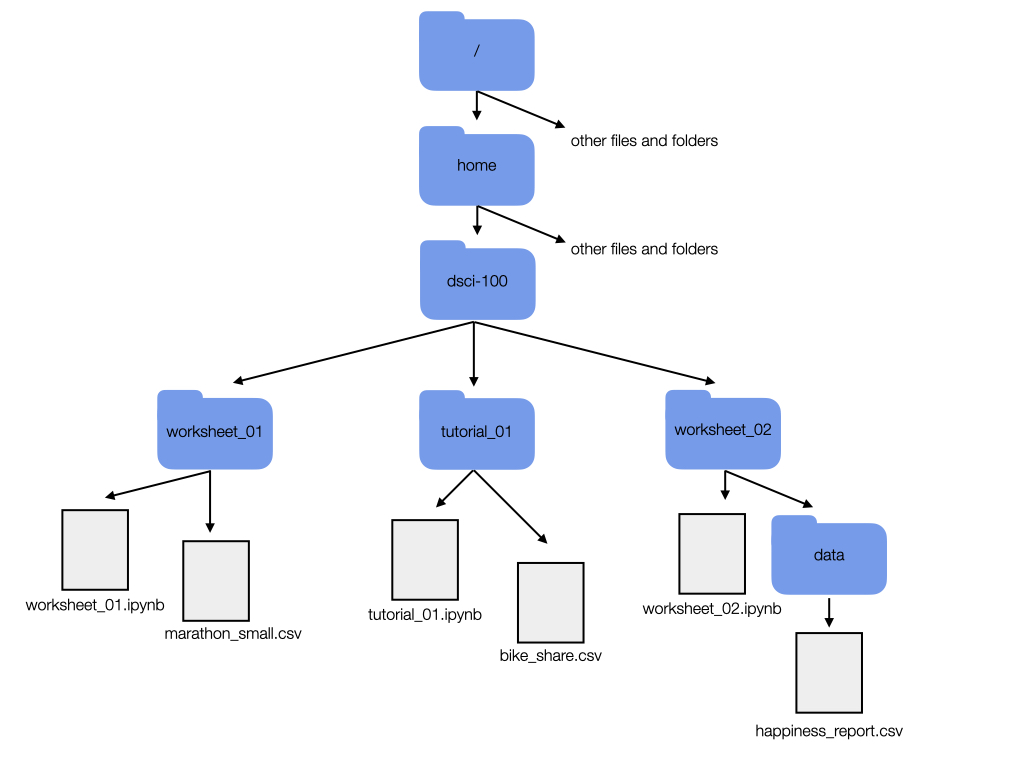 /
other files and folders
home
other files and folders
dsci-100
worksheet_01
tutorial_01
worksheet_02
data
worksheet_01.ipynb
marathon_small.csv
tutorial_01.ipynb
bike_share.csv
worksheet_02.ipynb
happiness_report.csv